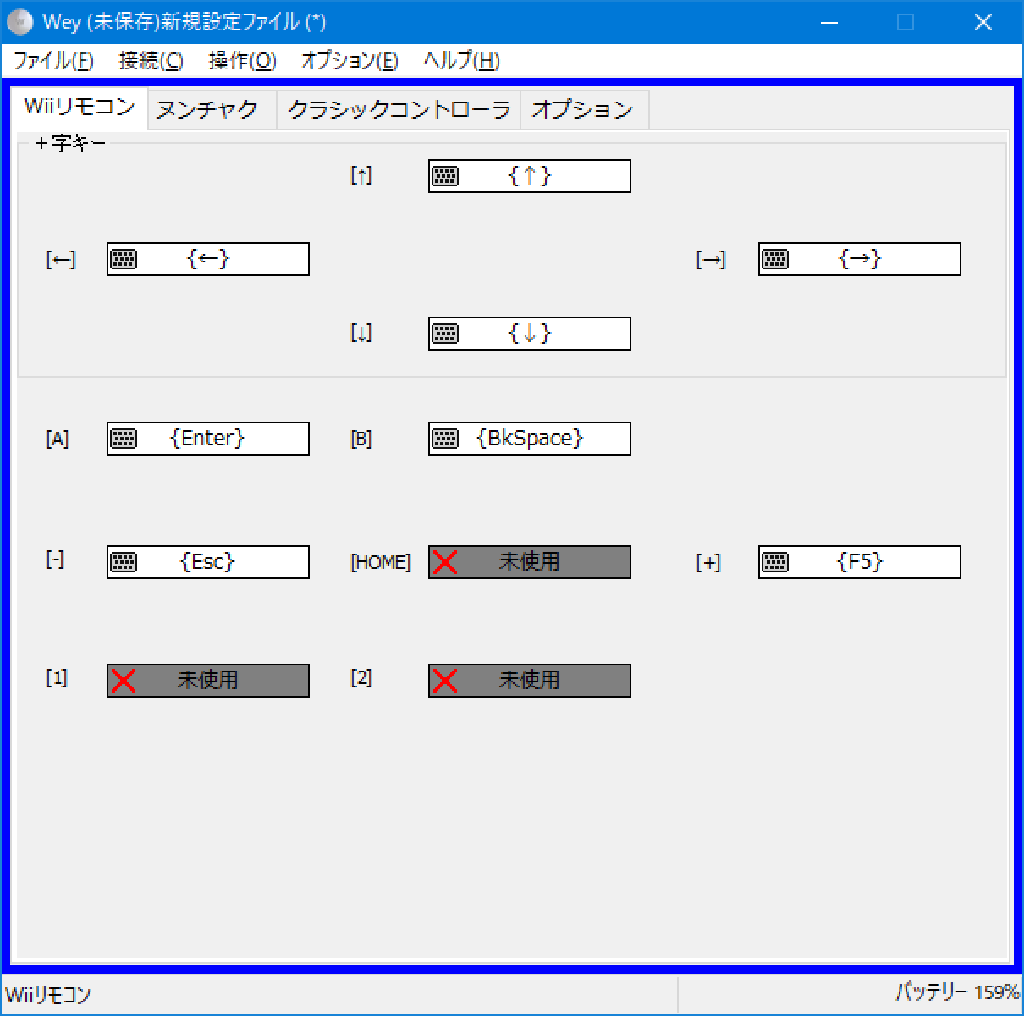 Wey (未保存)新規設定ファイル (*)
ファイル(F) 接続(C) 操作(O) オプション(E) ヘルプ(H)
Wiiリモコン ヌンチャク クラシックコントローラ オプション
+字キー
[↑] {↑}
[←] {←} [→] {→}
[↓] {↓}
[A] {Enter} [B] {BkSpace}
[-] {Esc} [HOME] 未使用 [+] {F5}
[1] 未使用 [2] 未使用
Wiiリモコン バッテリー 159%